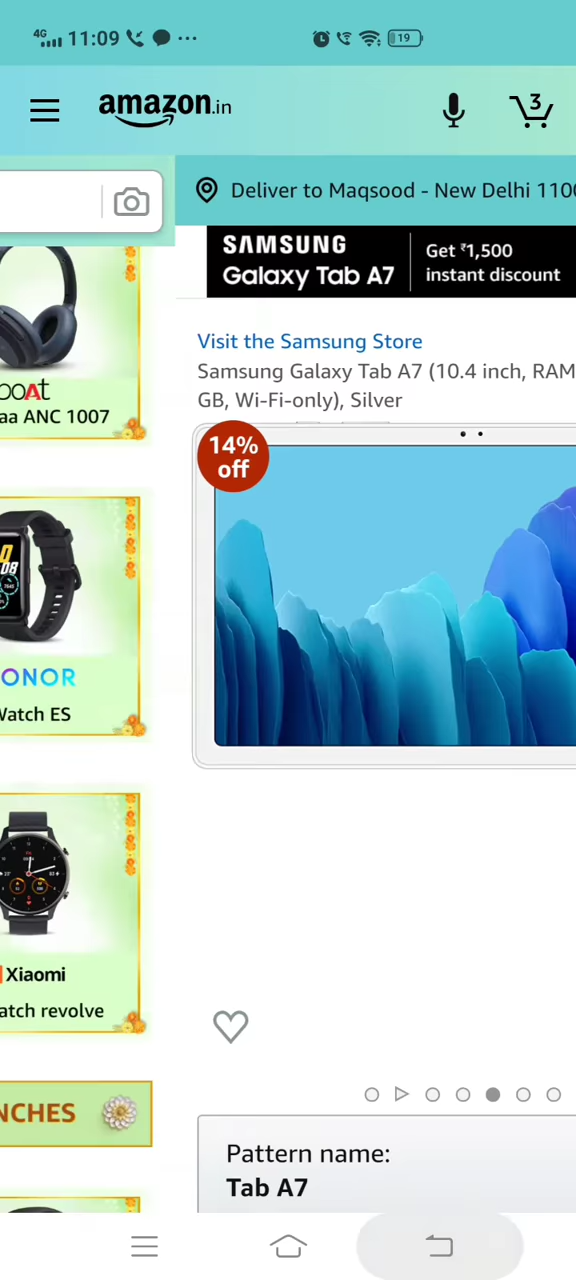 4G 11:09 19
amazon.in
3
Deliver to Maqsood - New Delhi 1100
SAMSUNG
Galaxy Tab A7
Get ₹1,500
instant discount
Visit the Samsung Store
Samsung Galaxy Tab A7 (10.4 inch, RAM
GB, Wi-Fi-only), Silver
14%
off
oAt
aa ANC 1007
08
ONOR
Watch ES
Xiaomi
atch revolve
NCHES
Pattern name:
Tab A7